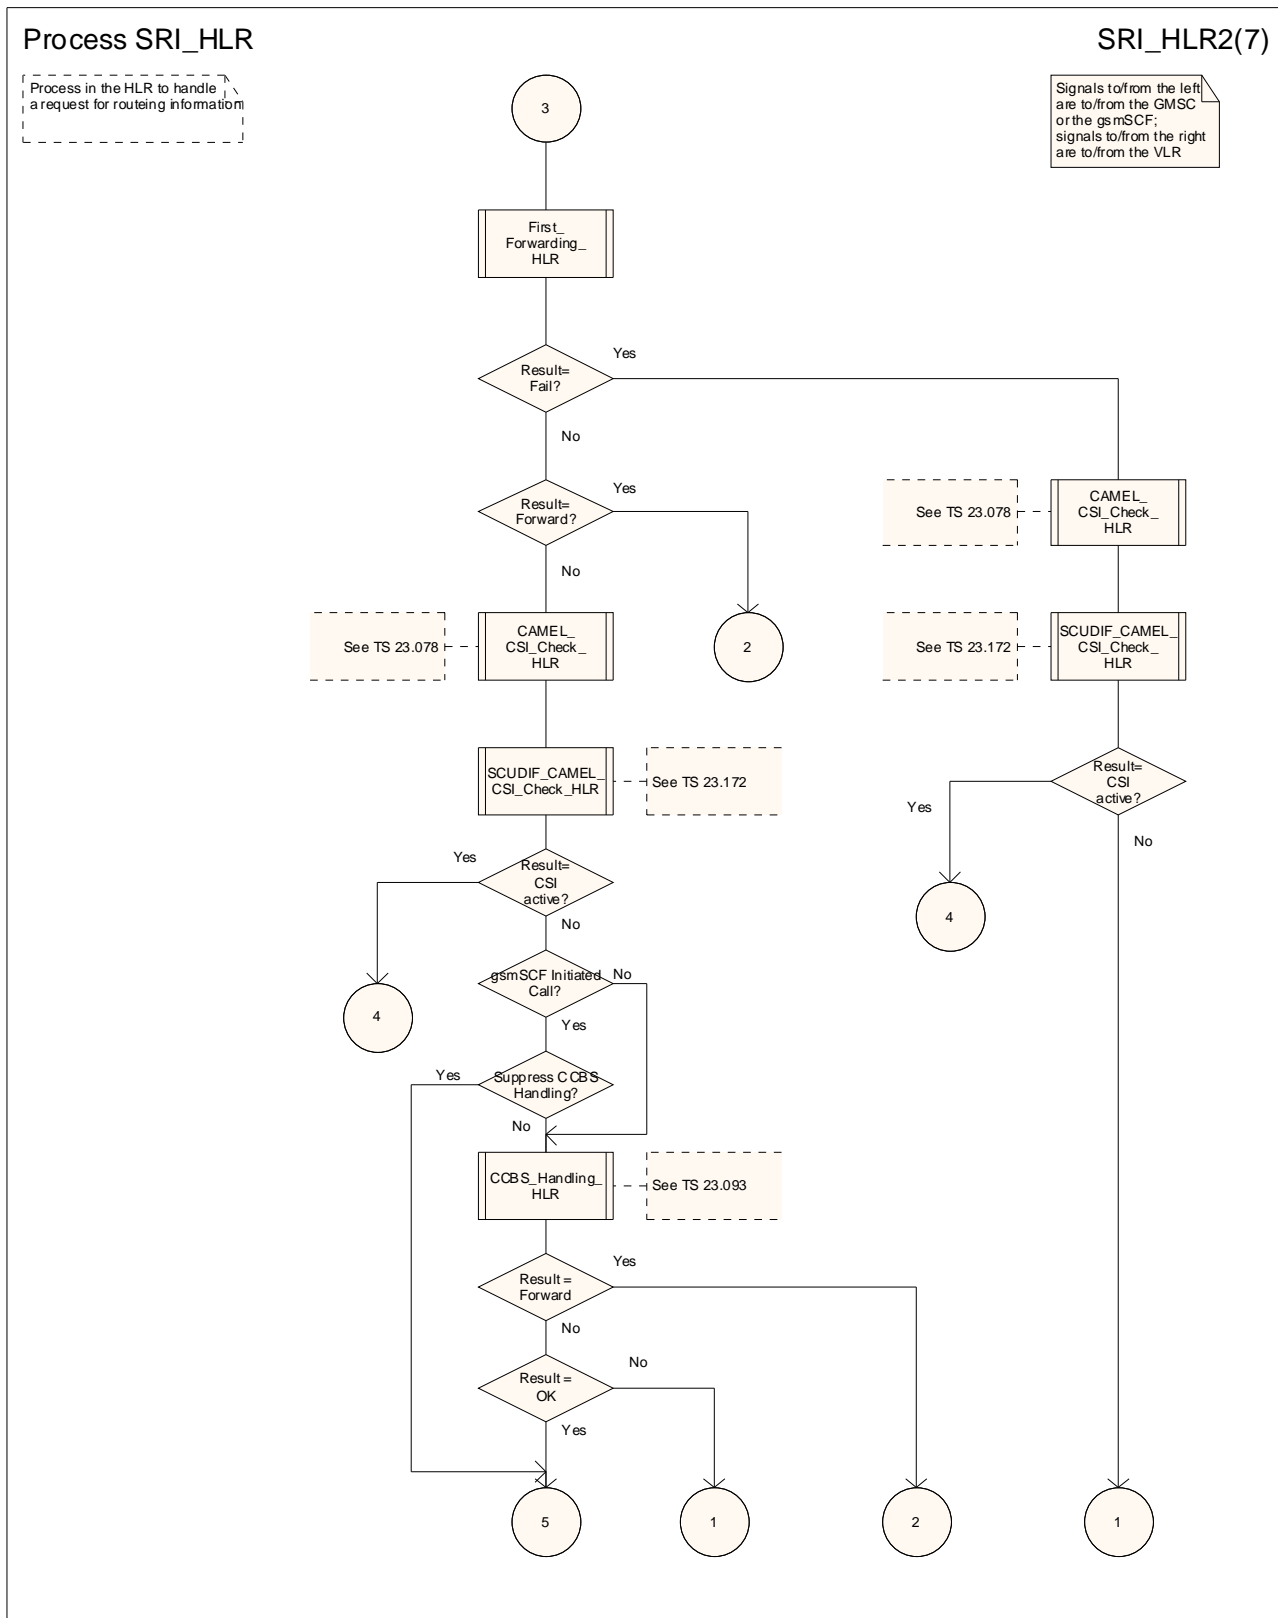 Process SRI_HLR
SRI_HLR2(7)
Process in the HLR to handle
a request for routeing information
Signals to/from the left
are to/from the GMSC
or the gsmSCF;
signals to/from the right
are to/from the VLR
3
First_
Forwarding_
HLR
Result=
Fail?
Yes
No
Result=
Forward?
Yes
No
See TS 23.078
CAMEL_
CSI_Check_
HLR
See TS 23.078
CAMEL_
CSI_Check_
HLR
2
See TS 23.172
SCUDIF_CAMEL_
CSI_Check_
HLR
SCUDIF_CAMEL_
CSI_Check_HLR
See TS 23.172
Result=
CSI
active?
Yes
No
Yes
Result=
CSI
active?
No
4
4
gsmSCF Initiated
Call?
No
Yes
Yes
Suppress CCBS
Handling?
No
CCBS_Handling_
HLR
See TS 23.093
Result =
Forward
Yes
No
Result =
OK
No
Yes
5
1
2
1